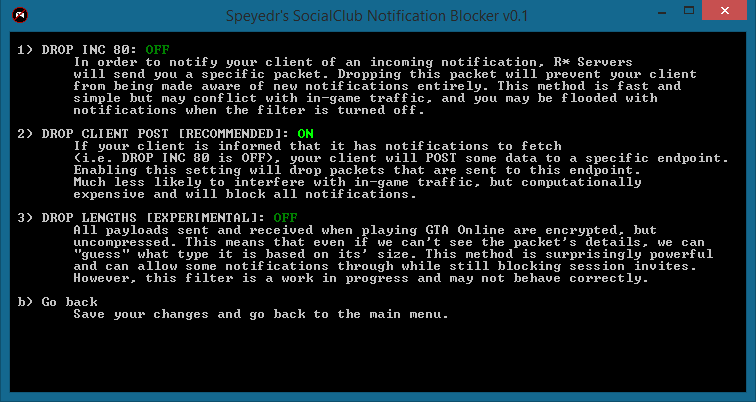 Speyedr's SocialClub Notification Blocker v0.1
1) DROP INC 80: OFF
In order to notify your client of an incoming notification, R* Servers
will send you a specific packet. Dropping this packet will prevent your client
from being made aware of new notifications entirely. This method is fast and
simple but may conflict with in-game traffic, and you may be flooded with
notifications when the filter is turned off.
2) DROP CLIENT POST [RECOMMENDED]: ON
If your client is informed that it has notifications to fetch
(i.e. DROP INC 80 is OFF), your client will POST some data to a specific endpoint.
Enabling this setting will drop packets that are sent to this endpoint.
Much less likely to interfere with in-game traffic, but computationally
expensive and will block all notifications.
3) DROP LENGTHS [EXPERIMENTAL]: OFF
All payloads sent and received when playing GTA Online are encrypted, but
uncompressed. This means that even if we can't see the packet's details, we can
"guess" what type it is based on its' size. This method is surprisingly powerful
and can allow some notifications through while still blocking session invites.
However, this filter is a work in progress and may not behave correctly.
b) Go back
Save your changes and go back to the main menu.